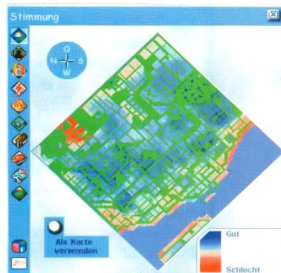 Stimmung
O
N S
W
Als Karte
verwenden
Gut
Schlecht